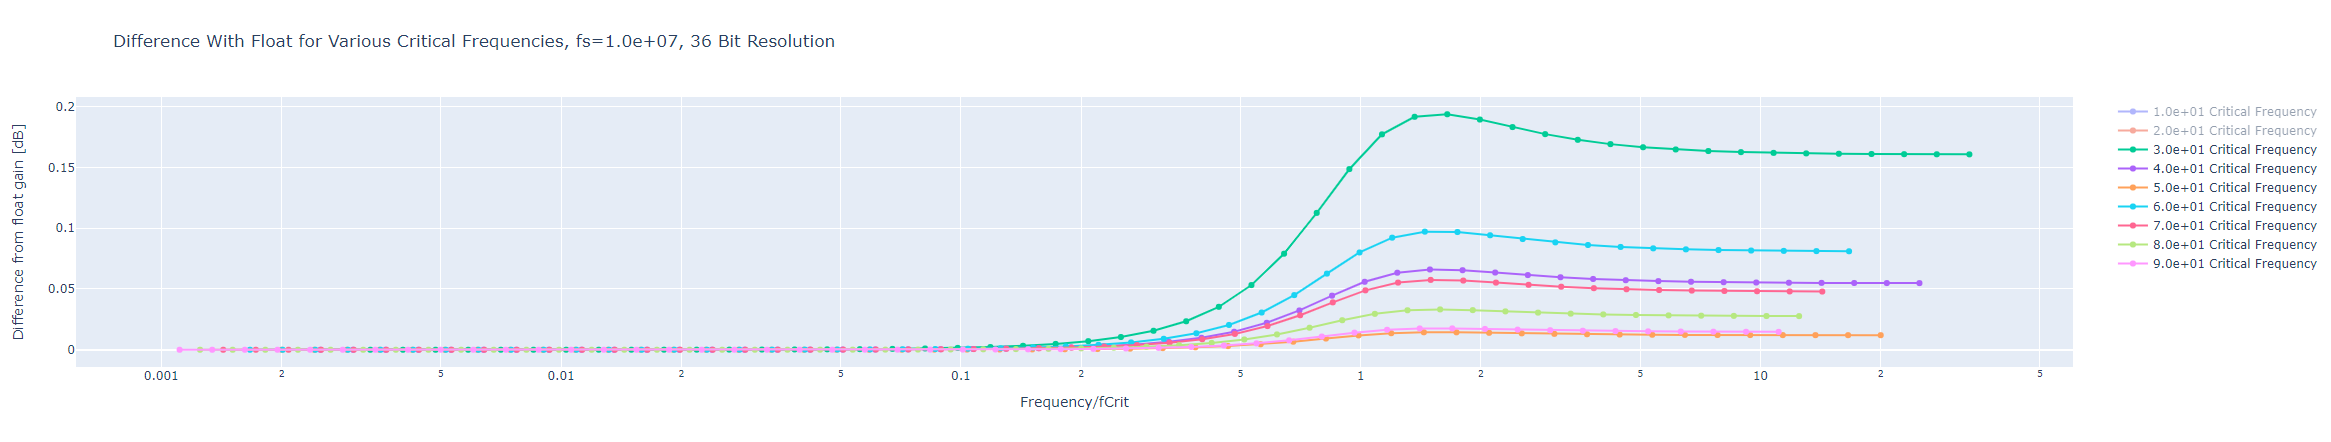 Difference With Float for Various Critical Frequencies, fs=1.0e+07, 36 Bit Resolution
Difference from float gain [dB]
0.2
0.15
0.1
0.05
0
0.001
2
5
0.01
2
5
0.1
2
5
1
2
5
10
2
5
Frequency/fCrit
1.0e+01 Critical Frequency
2.0e+01 Critical Frequency
3.0e+01 Critical Frequency
4.0e+01 Critical Frequency
5.0e+01 Critical Frequency
6.0e+01 Critical Frequency
7.0e+01 Critical Frequency
8.0e+01 Critical Frequency
9.0e+01 Critical Frequency